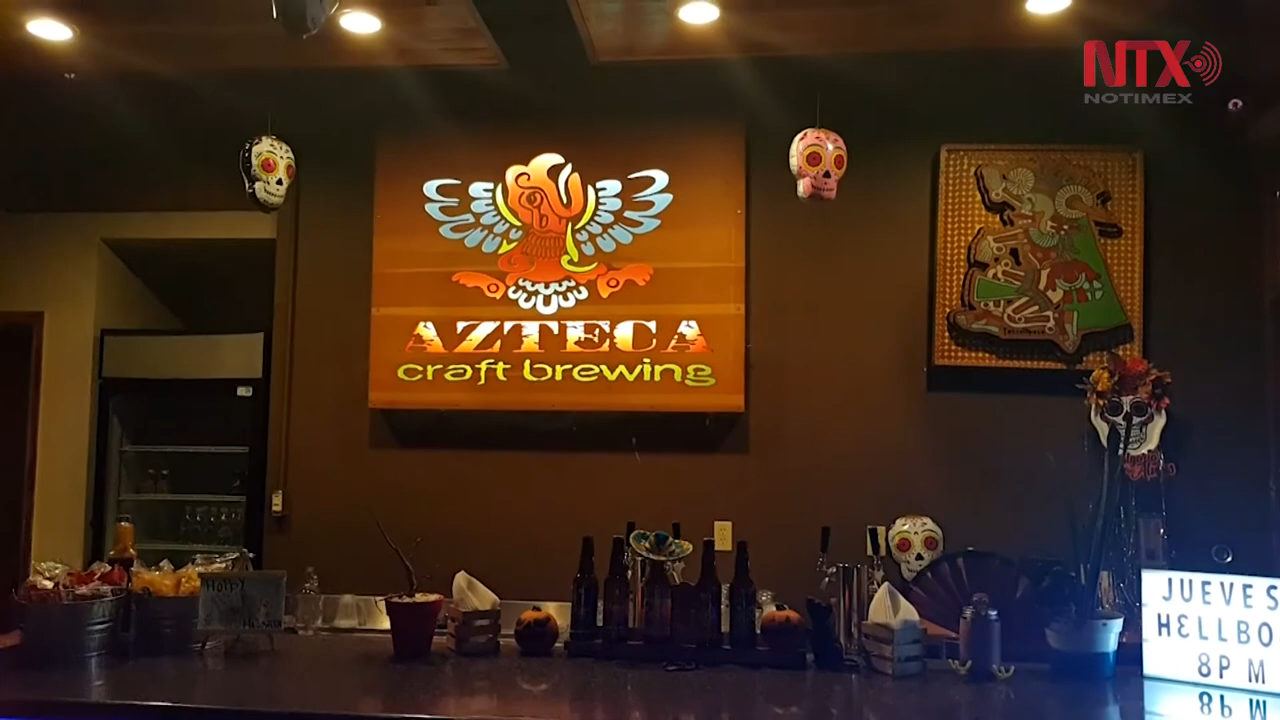 NTX
NOTIMEX
AZTECA
craft brewing
JUEVES
HELLBO
8P M